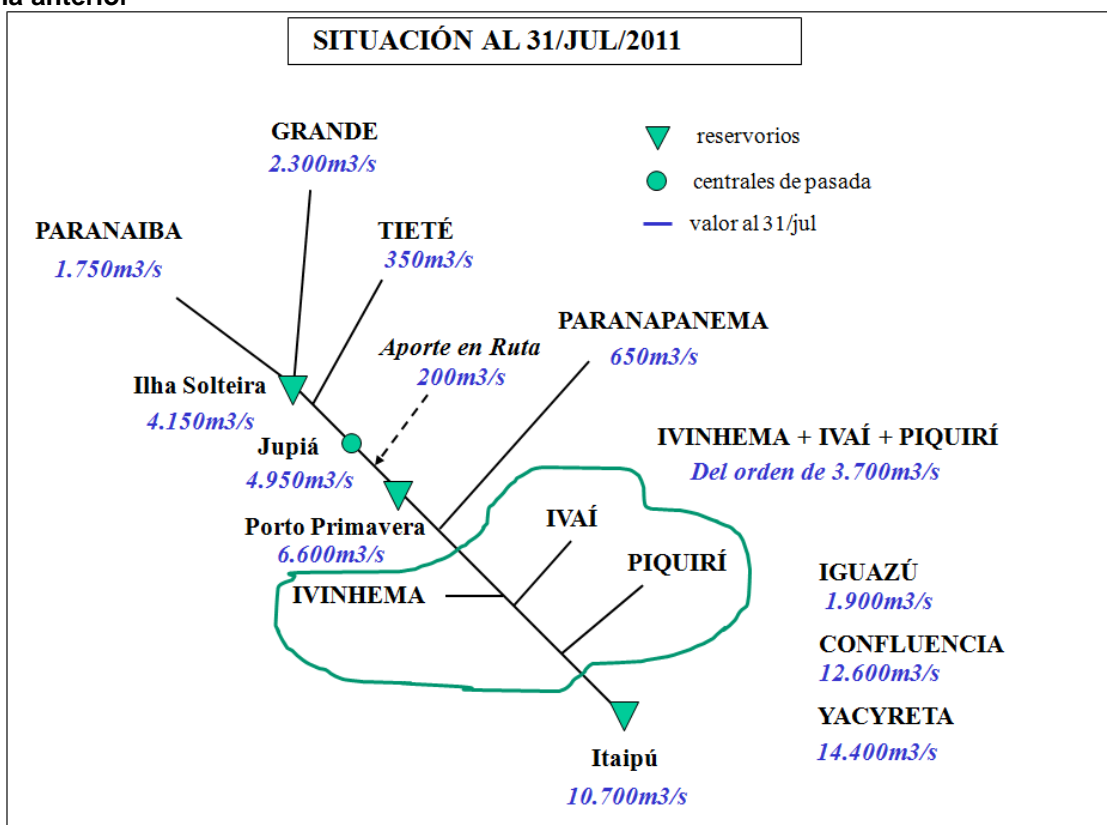 SITUACIÓN AL 31/JUL/2011
GRANDE
2.300m3/s
reservorios
centrales de pasada
valor al 31/jul
PARANAIBA
1.750m3/s
TIETÉ
350m3/s
PARANAPANEMA
650m3/s
Aporte en Ruta
200m3/s
Ilha Solteira
4.150m3/s
Jupiá
4.950m3/s
IVINHEMA + IVAÍ + PIQUIRÍ
Del orden de 3.700m3/s
Porto Primavera
6.600m3/s
IVAÍ
PIQUIRÍ
IVINHEMA
IGUAZÚ
1.900m3/s
CONFLUENCIA
12.600m3/s
YACYRETA
14.400m3/s
Itaipú
10.700m3/s